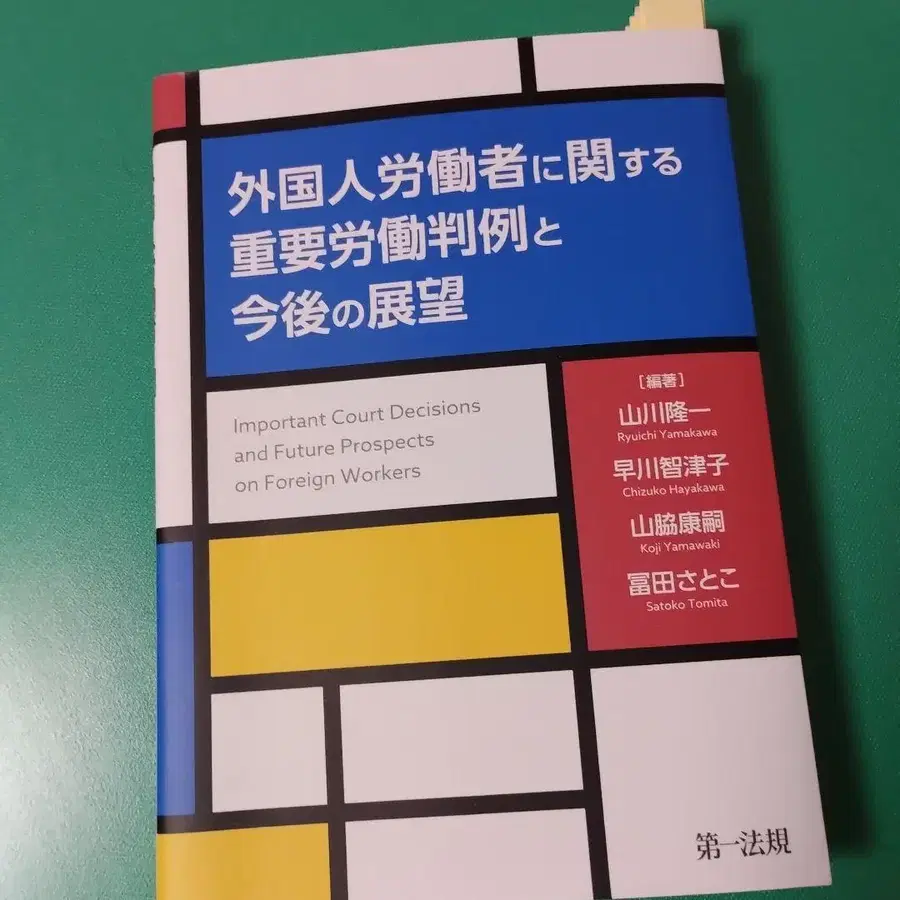 外国人労働者に関する
重要労働判例と
今後の展望
Important Court Decisions
and Future Prospects
on Foreign Workers
[編著]
山川隆一
Ryuichi Yamakawa
早川智津子
Chizuko Hayakawa
山脇康嗣
Koji Yamawaki
冨田さとこ
Satoko Tomita
第一法規